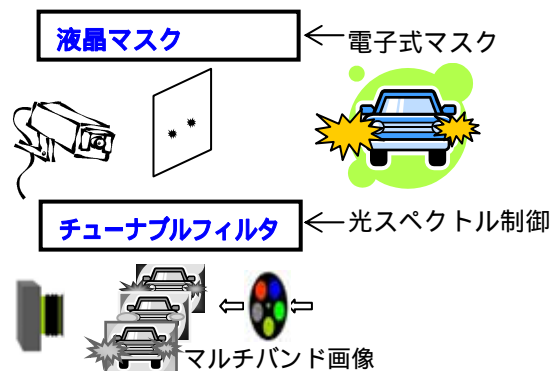 液晶マスク
電子式マスク
チューナブルフィルタ
光スペクトル制御
マルチバンド画像